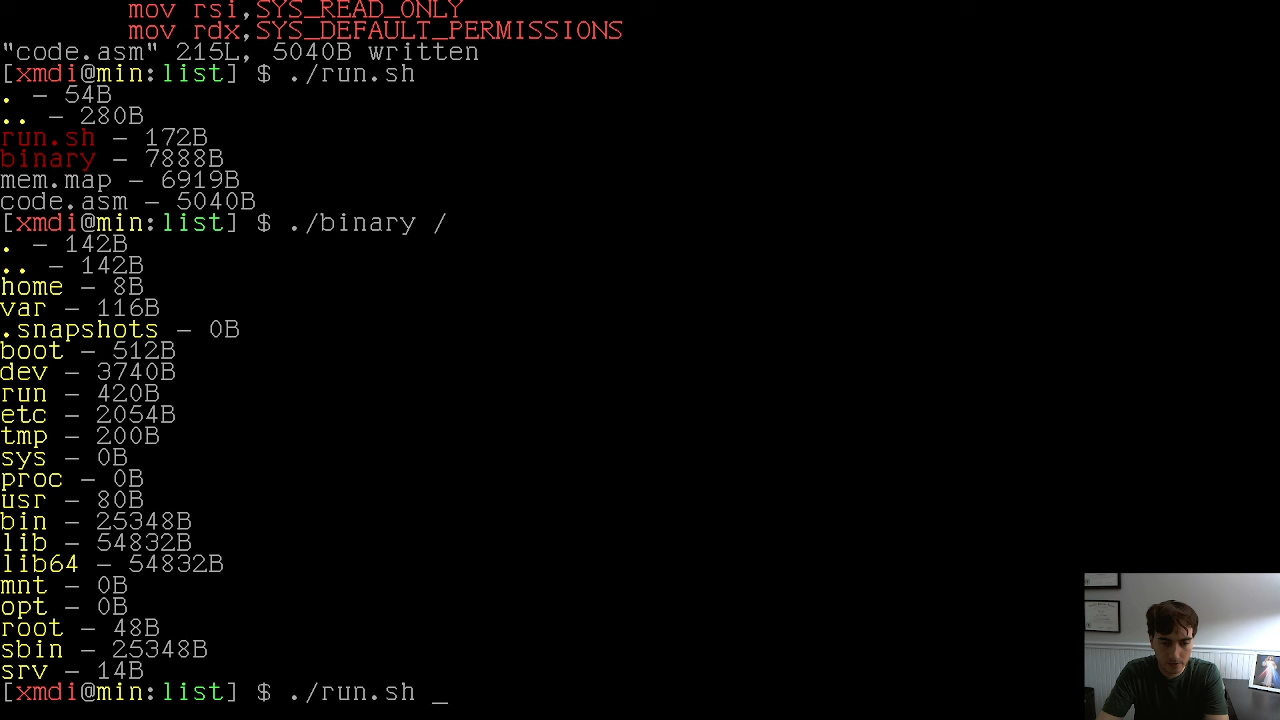 mov rsi,SYS_READ_ONLY
mov rdx,SYS_DEFAULT_PERMISSIONS
"code.asm" 215L, 5040B written
[xmdi@min:list] $ ./run.sh
. - 54B
.. - 280B
run.sh - 172B
binary - 7888B
mem.map - 6919B
code.asm - 5040B
[xmdi@min:list] $ ./binary /
. - 142B
.. - 142B
home - 8B
var - 116B
.snapshots - 0B
boot - 512B
dev - 3740B
run - 420B
etc - 2054B
tmp - 200B
sys - 0B
proc - 0B
usr - 80B
bin - 25348B
lib - 54832B
lib64 - 54832B
mnt - 0B
opt - 0B
root - 48B
sbin - 25348B
srv - 14B
[xmdi@min:list] $ ./run.sh _